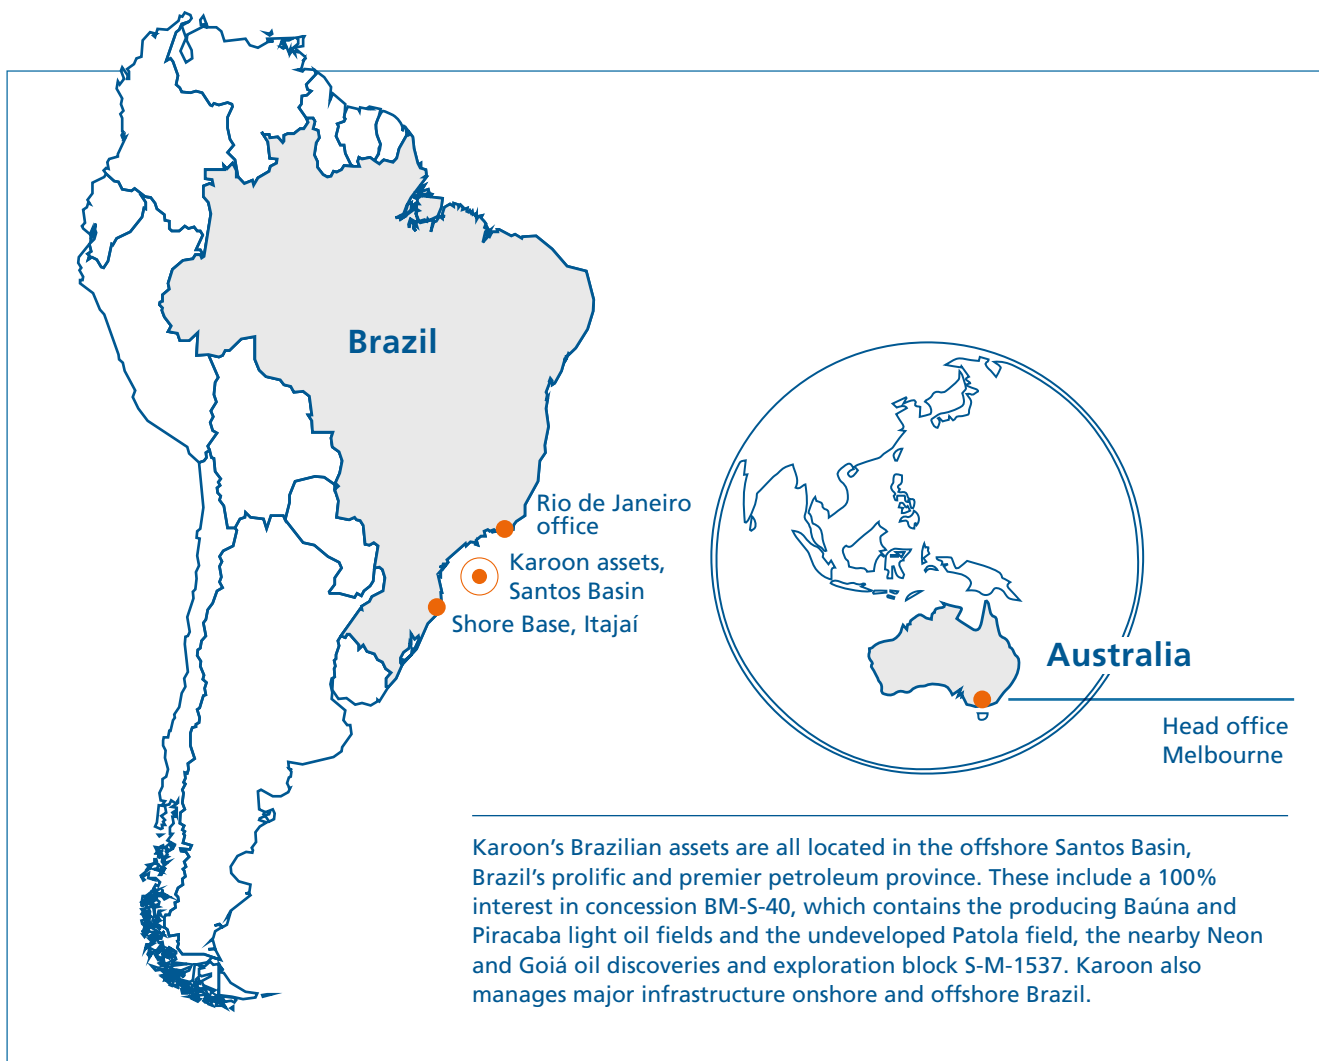 Brazil
Rio de Janeiro
office
Karoon assets,
Santos Basin
Shore Base, Itajaí
Australia
Head office
Melbourne
Karoon’s Brazilian assets are all located in the offshore Santos Basin,
Brazil’s prolific and premier petroleum province. These include a 100%
interest in concession BM-S-40, which contains the producing Baúna and
Piracaba light oil fields and the undeveloped Patola field, the nearby Neon
and Goiá oil discoveries and exploration block S-M-1537. Karoon also
manages major infrastructure onshore and offshore Brazil.